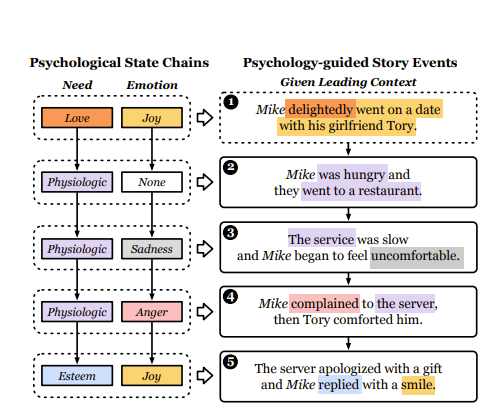 Psychological State Chains
Psychology-guided Story Events
Need
Emotion
Given Leading Context
Love
Joy
1
Mike delightedly went on a date
with his girlfriend Tory.
Physiologic
None
2
Mike was hungry and
they went to a restaurant.
Physiologic
Sadness
3
The service was slow
and Mike began to feel uncomfortable.
Physiologic
Anger
4
Mike complained to the server,
then Tory comforted him.
Esteem
Joy
5
The server apologized with a gift
and Mike replied with a smile.